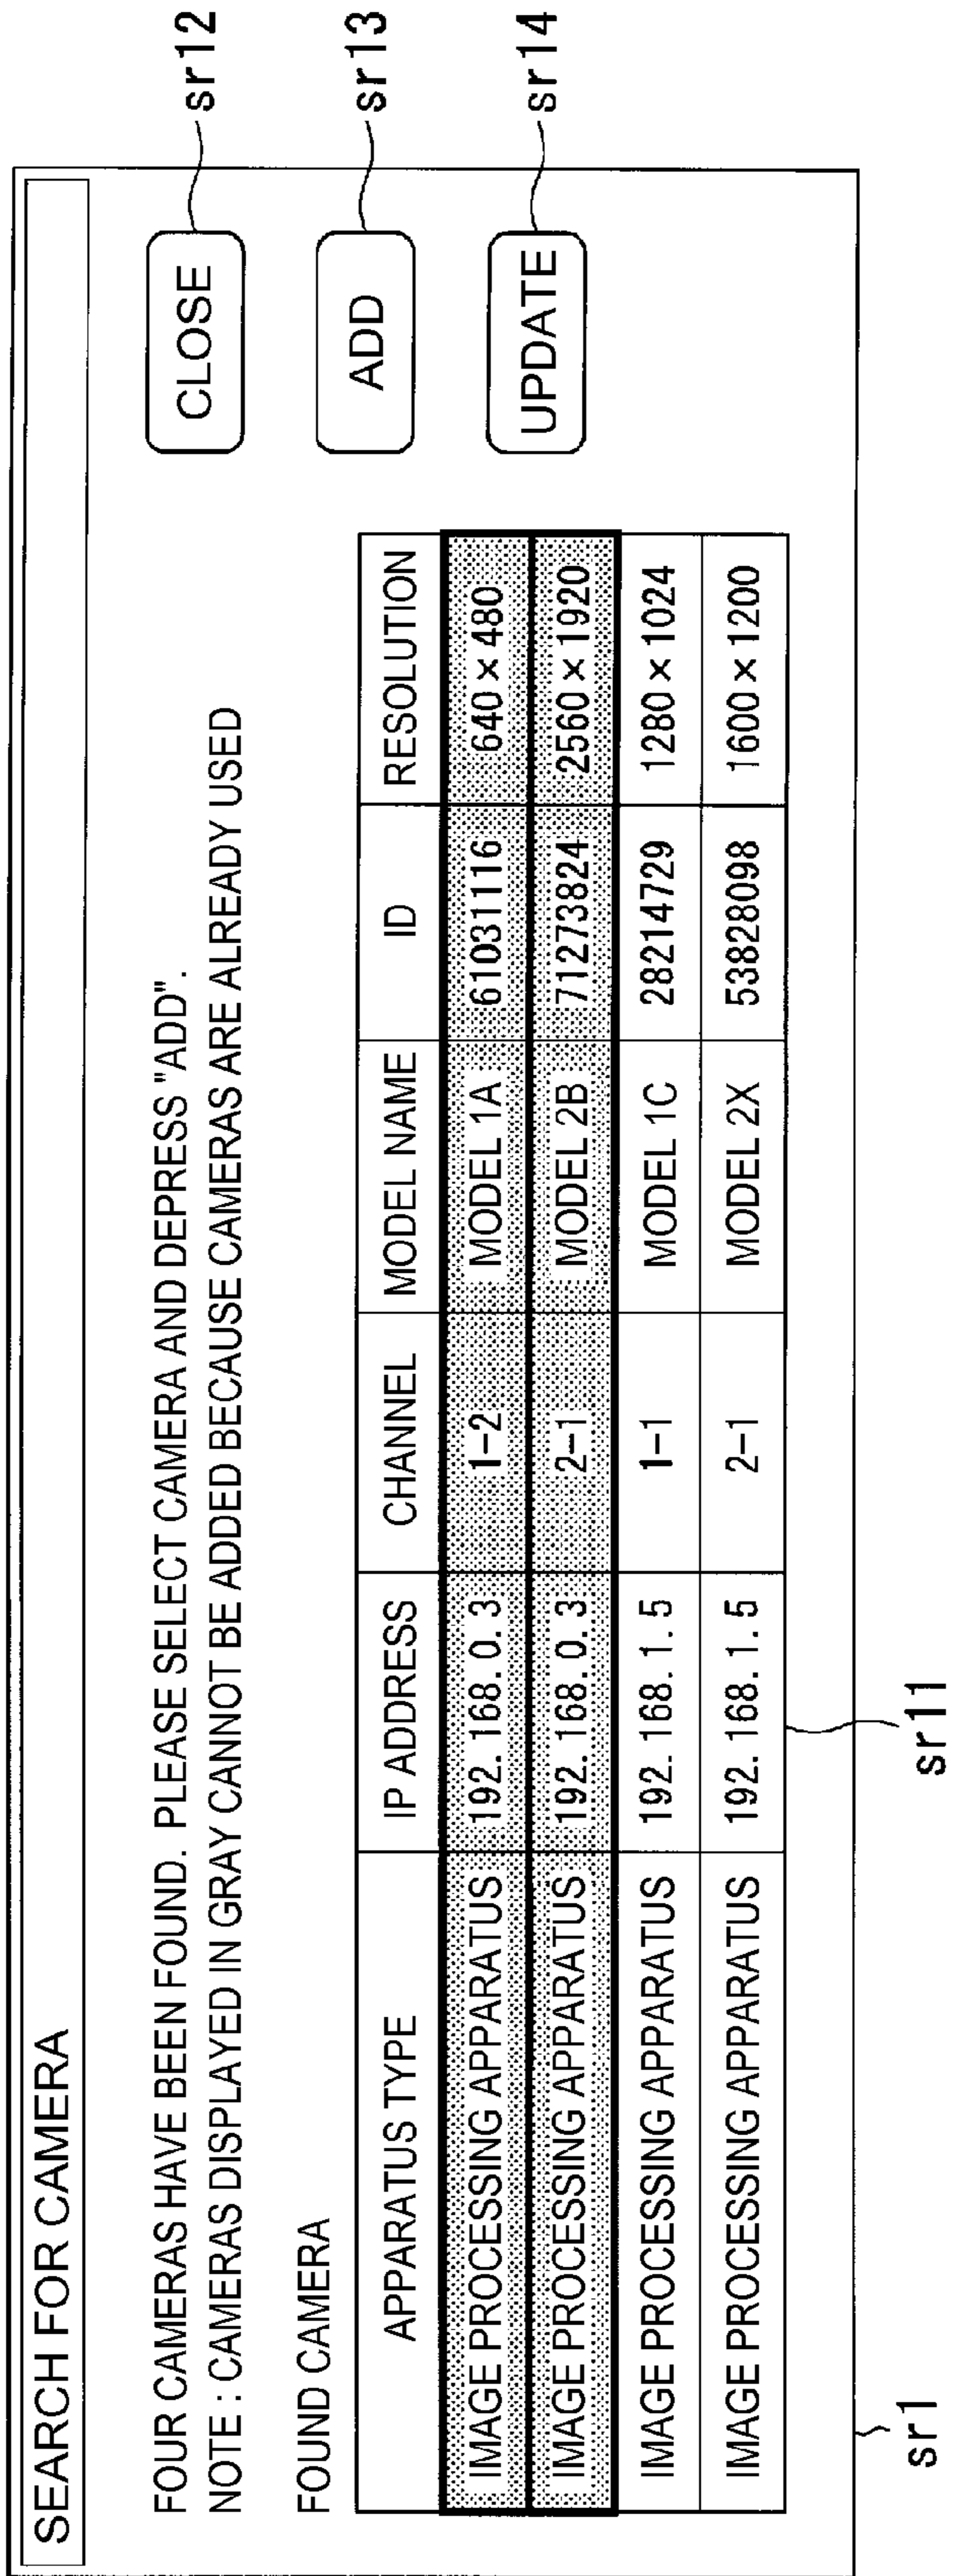 SEARCH FOR CAMERA
FOUR CAMERAS HAVE BEEN FOUND. PLEASE SELECT CAMERA AND DEPRESS "ADD".
NOTE : CAMERAS DISPLAYED IN GRAY CANNOT BE ADDED BECAUSE CAMERAS ARE ALREADY USED
FOUND CAMERA
APPARATUS TYPE IP ADDRESS CHANNEL MODEL NAME ID RESOLUTION
IMAGE PROCESSING APPARATUS 192.168.0.3 1-2 MODEL 1A 61031116 640×480
IMAGE PROCESSING APPARATUS 192.168.0.3 2-1 MODEL 2B 71273824 2560×1920
IMAGE PROCESSING APPARATUS 192.168.1.5 1-1 MODEL 1C 28214729 1280×1024
IMAGE PROCESSING APPARATUS 192.168.1.5 2-1 MODEL 2X 53828098 1600×1200
CLOSE sr12
ADD sr13
UPDATE sr14
sr1
sr11